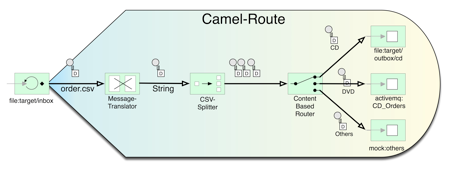 Camel-Route
CD
file:target/
outbox/cd
order.csv
String
DVD
file:target/inbox
Message-
Translator
CSV-
Splitter
Content
Based
Router
activemq:
CD_Orders
Others
mock:others